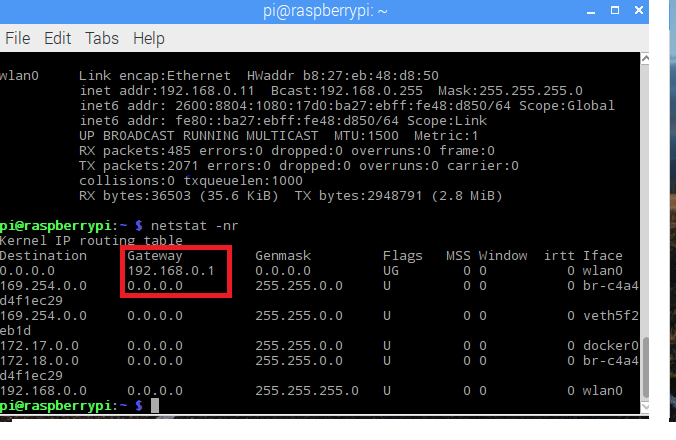 pi@raspberrypi: ~
File Edit Tabs Help
wlan0 Link encap:Ethernet HWaddr b8:27:eb:48:d8:50
inet addr:192.168.0.11 Bcast:192.168.0.255 Mask:255.255.255.0
inet6 addr: 2600:8804:1080:17d0:ba27:ebff:fe48:d850/64 Scope:Global
inet6 addr: fe80::ba27:ebff:fe48:d850/64 Scope:Link
UP BROADCAST RUNNING MULTICAST MTU:1500 Metric:1
RX packets:485 errors:0 dropped:0 overruns:0 frame:0
TX packets:2071 errors:0 dropped:0 overruns:0 carrier:0
collisions:0 txqueuelen:1000
RX bytes:36503 (35.6 KiB) TX bytes:2948791 (2.8 MiB)
pi@raspberrypi:~ $ netstat -nr
Kernel IP routing table
Destination Gateway Genmask Flags MSS Window irtt Iface
0.0.0.0 192.168.0.1 0.0.0.0 UG 0 0 0 wlan0
169.254.0.0 0.0.0.0 255.255.0.0 U 0 0 0 br-c4a4
d4f1ec29
169.254.0.0 0.0.0.0 255.255.0.0 U 0 0 0 veth5f2
eb1d
172.17.0.0 0.0.0.0 255.255.0.0 U 0 0 0 docker0
172.18.0.0 0.0.0.0 255.255.0.0 U 0 0 0 br-c4a4
d4f1ec29
192.168.0.0 0.0.0.0 255.255.255.0 U 0 0 0 wlan0
pi@raspberrypi:~ $